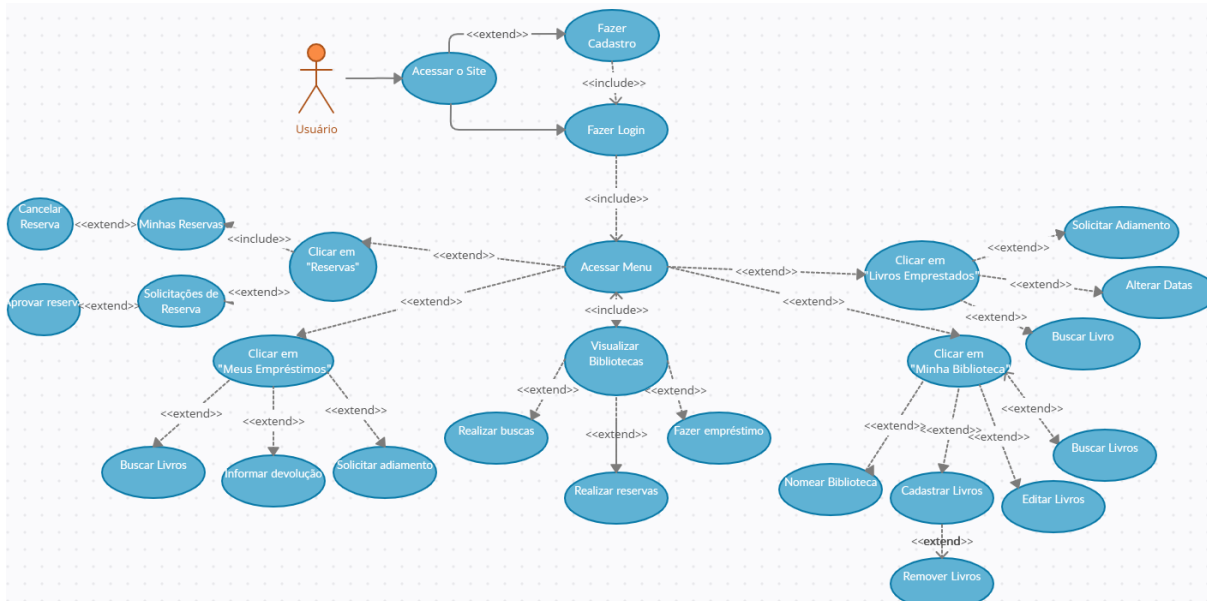 Fazer
Cadastro
<<extend>>
Acessar o Site
<<include>>
Usuário
Fazer Login
<<include>>
Cancelar
Reserva
<<extend>>
Minhas Reservas
<<include>>
Clicar em
"Reservas"
<<extend>>
Acessar Menu
<<extend>>
Clicar em
"Livros Emprestados"
<<extend>>
Solicitar Adiamento
<<extend>>
Alterar Datas
<<extend>>
Buscar Livro
Aprovar reserva
<<extend>>
Solicitações de
Reserva
<<extend>>
<<extend>>
<<include>>
<<extend>>
Clicar em
"Meus Empréstimos"
Visualizar
Bibliotecas
Clicar em
"Minha Biblioteca"
<<extend>>
<<extend>>
<<extend>>
Buscar Livros
Informar devolução
Solicitar adiamento
<<extend>>
<<extend>>
<<extend>>
Realizar buscas
Realizar reservas
Fazer empréstimo
<<extend>>
<<extend>>
<<extend>>
<<extend>>
Nomear Biblioteca
Cadastrar Livros
Editar Livros
Buscar Livros
<<extend>>
Remover Livros